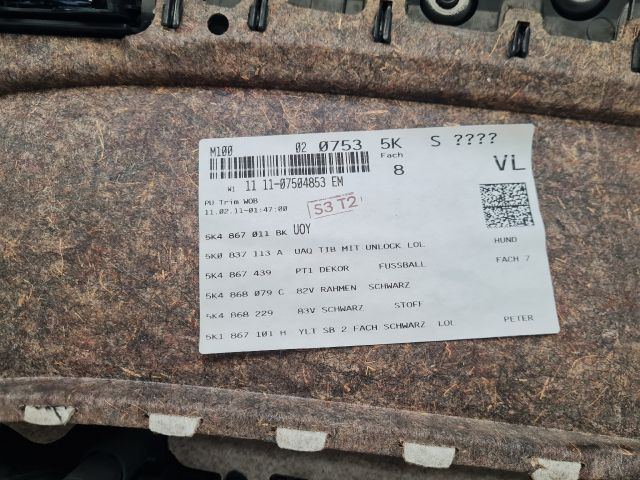 M100 02 0753 5K S ????
Fach
8 VL
W1 11 11-07504853 EM
PU Trim WOB
11.02.11-01:47:00 S3 T2
5K4 867 011 BK UOY
5K0 837 113 A UAQ TIB MIT UNLOCK LOL HUND
5K4 867 439 PT1 DEKOR FUSSBALL FACH 7
5K4 868 079 C 82V RAHMEN SCHWARZ
5K4 868 229 83V SCHWARZ STOFF
5K1 867 101 H YLT SB 2 FACH SCHWARZ LOL PETER